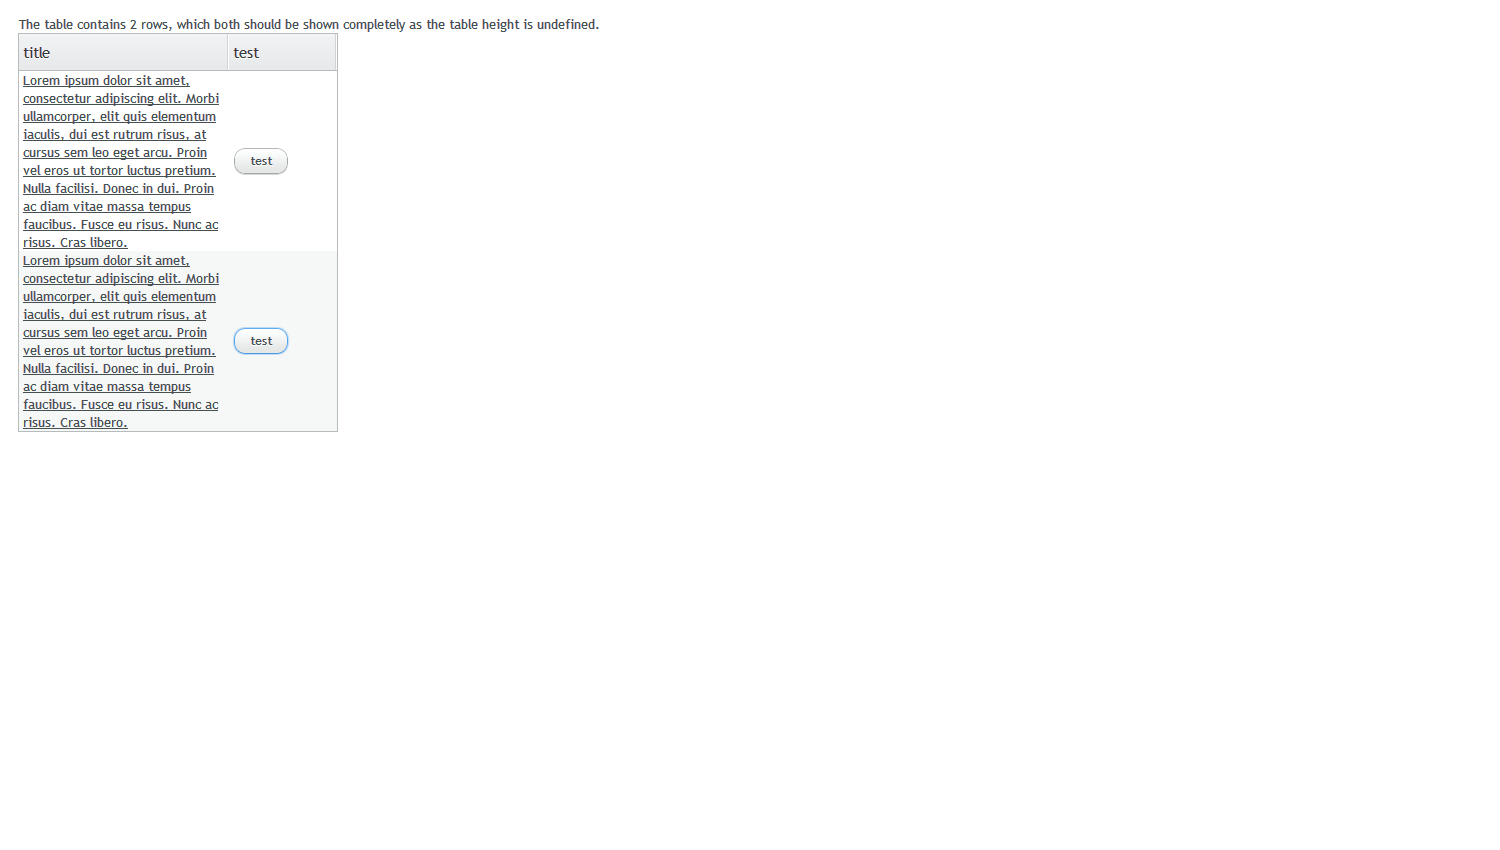 The table contains 2 rows, which both should be shown completely as the table height is undefined.
title test
Lorem ipsum dolor sit amet,
consectetur adipiscing elit. Morbi
ullamcorper, elit quis elementum
iaculis, dui est rutrum risus, at
cursus sem leo eget arcu. Proin
vel eros ut tortor luctus pretium.
Nulla facilisi. Donec in dui. Proin
ac diam vitae massa tempus
faucibus. Fusce eu risus. Nunc ac
risus. Cras libero.
test
Lorem ipsum dolor sit amet,
consectetur adipiscing elit. Morbi
ullamcorper, elit quis elementum
iaculis, dui est rutrum risus, at
cursus sem leo eget arcu. Proin
vel eros ut tortor luctus pretium.
Nulla facilisi. Donec in dui. Proin
ac diam vitae massa tempus
faucibus. Fusce eu risus. Nunc ac
risus. Cras libero.
test